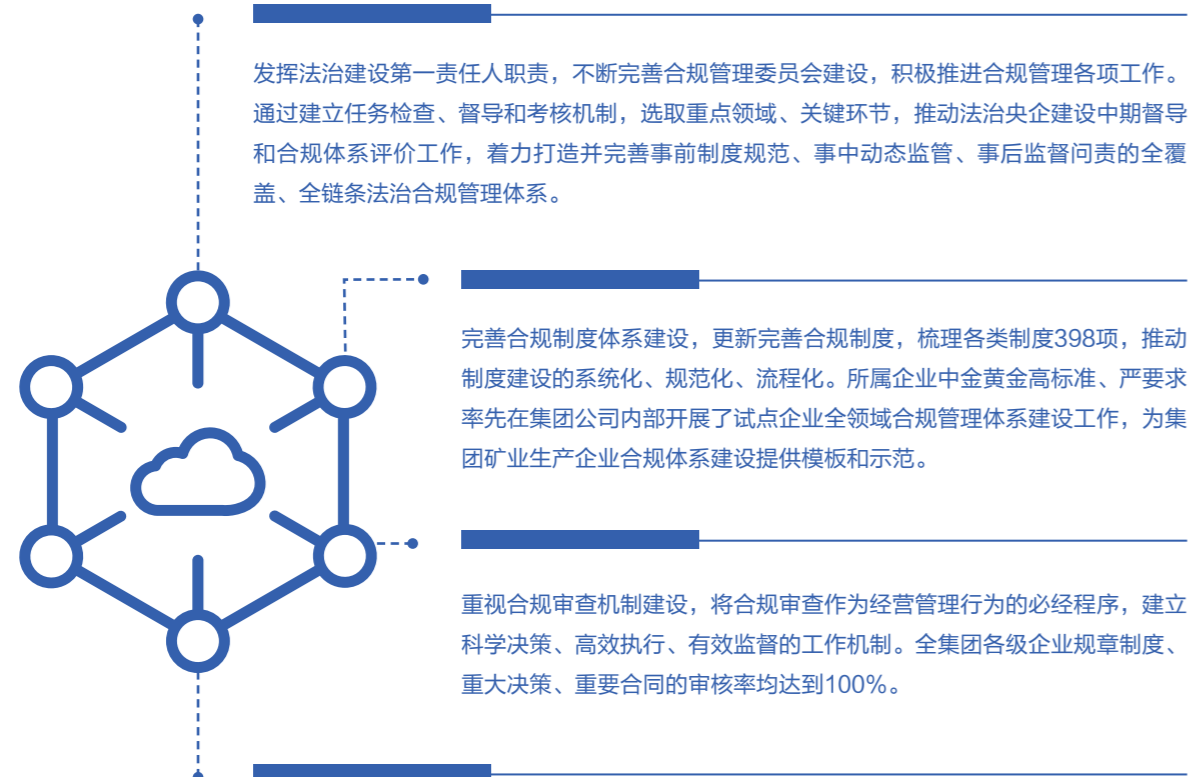 发挥法治建设第一责任人职责，不断完善合规管理委员会建设，积极推进合规管理各项工作。
通过建立任务检查、督导和考核机制，选取重点领域、关键环节，推动法治央企建设中期督导
和合规体系评价工作，着力打造并完善事前制度规范、事中动态监管、事后监督问责的全覆
盖、全链条法治合规管理体系。
完善合规制度体系建设，更新完善合规制度，梳理各类制度398项，推动
制度建设的系统化、规范化、流程化。所属企业中金黄金高标准、严要求
率先在集团公司内部开展了试点企业全领域合规管理体系建设工作，为集
团矿业生产企业合规体系建设提供模板和示范。
重视合规审查机制建设，将合规审查作为经营管理行为的必经程序，建立
科学决策、高效执行、有效监督的工作机制。全集团各级企业规章制度、
重大决策、重要合同的审核率均达到100%。